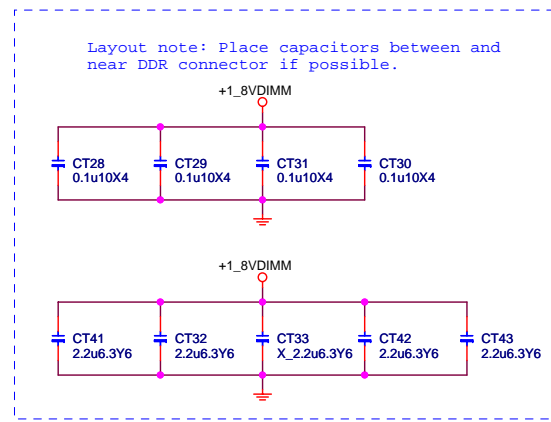 Layout note: Place capacitors between and
near DDR connector if possible.
+1_8VDIMM
CT28 CT29 CT31 CT30
0.1u10X4 0.1u10X4 0.1u10X4 0.1u10X4
+1_8VDIMM
CT41 CT32 CT33 CT42 CT43
2.2u6.3Y6 2.2u6.3Y6 X_2.2u6.3Y6 2.2u6.3Y6 2.2u6.3Y6